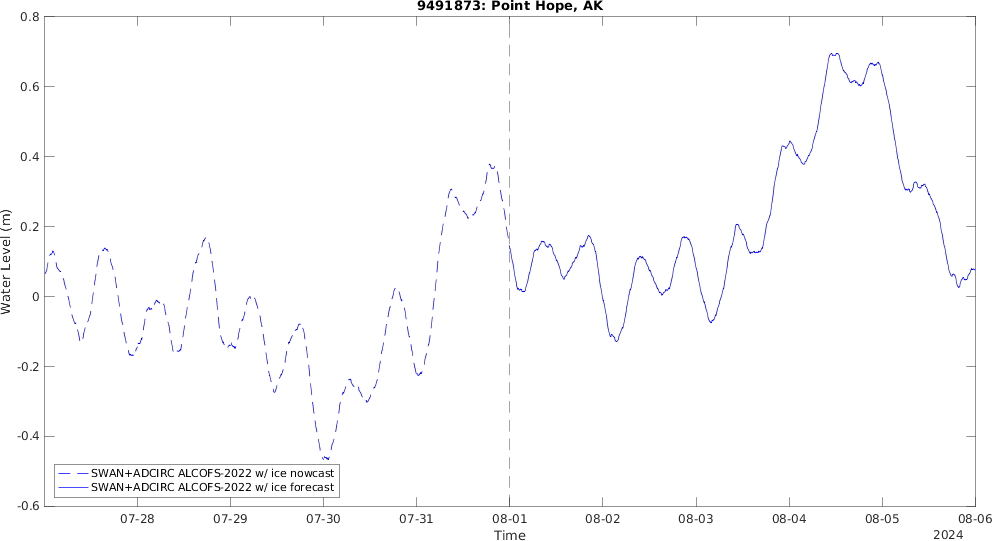 9491873: Point Hope, AK
0.8
0.6
0.4
0.2
0
-0.2
-0.4
-0.6
Water Level (m)
SWAN+ADCIRC ALCOFS-2022 w/ ice nowcast
SWAN+ADCIRC ALCOFS-2022 w/ ice forecast
07-28 07-29 07-30 07-31 08-01 08-02 08-03 08-04 08-05 08-06
Time
2024